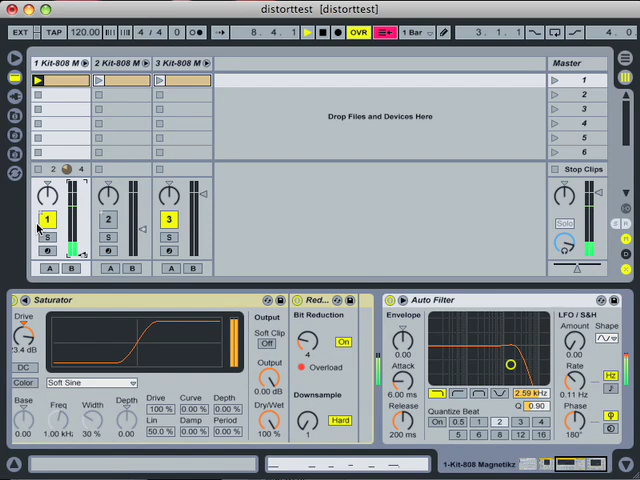 distorttest [distorttest]
EXT TAP 120.00 4 / 4 0 8. 4. 1 OVR 1 Bar 3. 1. 1
1 Kit-808 M 2 Kit-808 M 3 Kit-808 M Master
1
2
Drop Files and Devices Here
3
4
5
6
2 4 Stop Clips
1 2 3 Solo
S S S
A B A B A B
Saturator
Drive
23.4 dB
DC
Color
Soft Sine
Base Freq Width Depth
0.00 1.00 kHz 30 % 0.00
Drive Curve Depth
100 % 0.00 % 0.00 %
Lin Damp Period
50.0 % 0.00 % 0.00 %
Output
Soft Clip
Off
Output
0.00 dB
Dry/Wet
100 %
Red...
Bit Reduction
On
4
Overload
Downsample
Hard
1
Auto Filter
Envelope
0.00
Attack
6.00 ms
Release
200 ms
2.59 kHz
Q 0.90
Quantize Beat
On 0.5 1 2 3 4
5 6 8 12 16
LFO / S&H
Amount Shape
0.00
Rate Hz
0.11 Hz
Phase
180°
1-Kit-808 Magnetikz